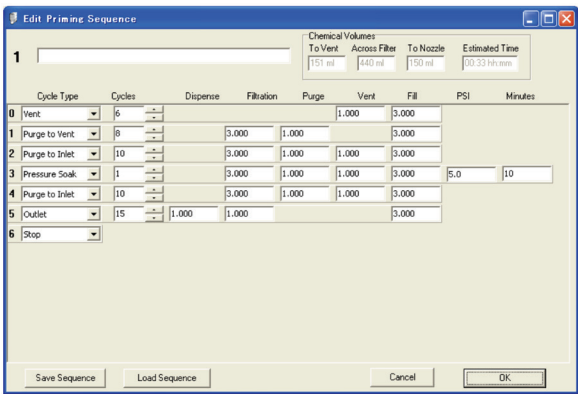 Edit Priming Sequence
Chemical Volumes
To Vent Across Filter To Nozzle Estimated Time
1 151 ml 440 ml 150 ml 00:33 hh:mm
Cycle Type Cycles Dispense Filtration Purge Vent Fill PSI Minutes
0 Vent 6 1.000 3.000
1 Purge to Vent 8 3.000 1.000 3.000
2 Purge to Inlet 10 3.000 1.000 1.000 3.000
3 Pressure Soak 1 3.000 1.000 1.000 3.000 5.0 10
4 Purge to Inlet 10 3.000 1.000 1.000 3.000
5 Outlet 15 1.000 1.000 3.000
6 Stop
Save Sequence Load Sequence Cancel OK